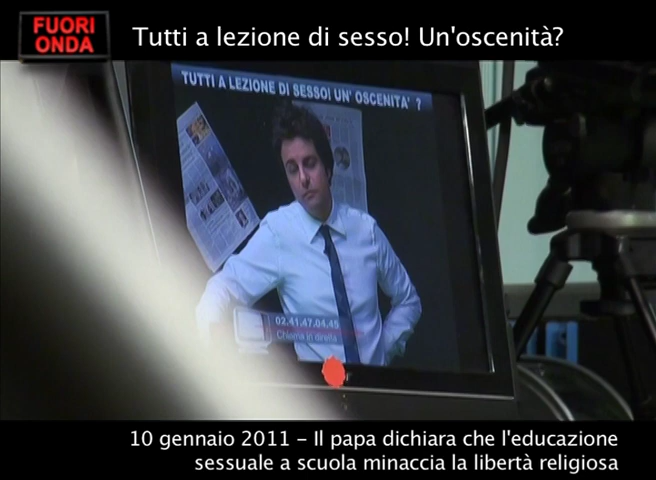 FUORI
ONDA
Tutti a lezione di sesso! Un'oscenità?
TUTTI A LEZIONE DI SESSO! UN' OSCENITA' ?
02.41.47.04.45
Chiama in diretta
10 gennaio 2011 – Il papa dichiara che l'educazione
sessuale a scuola minaccia la libertà religiosa